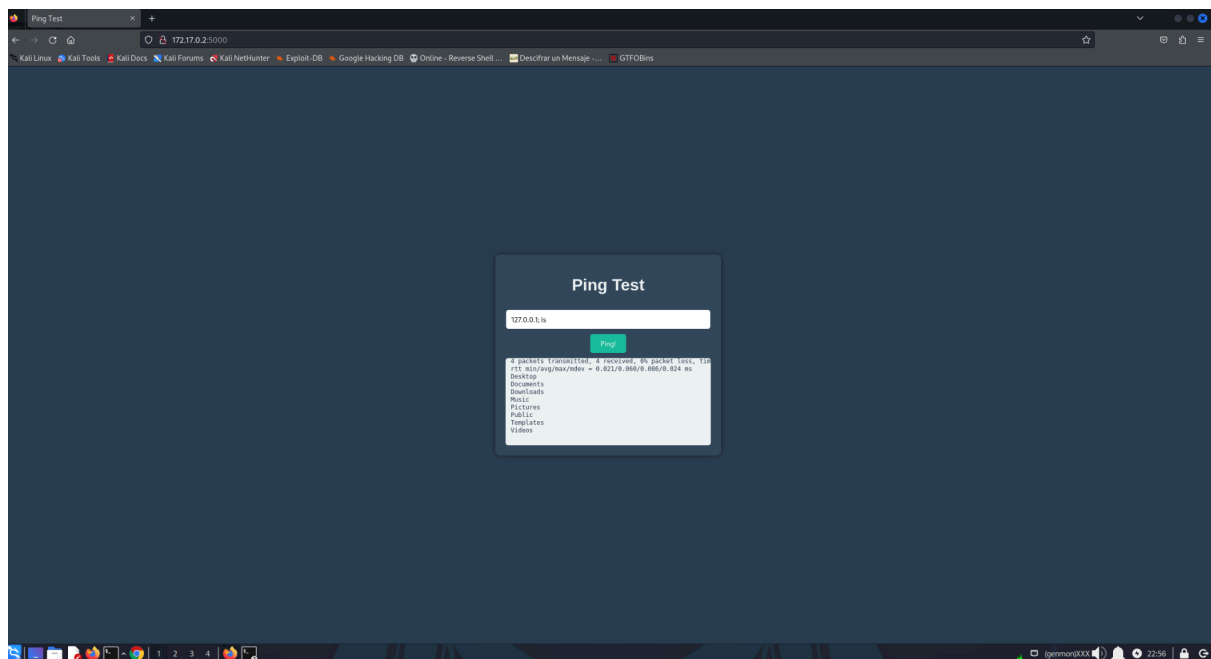 Ping Test
172.17.0.2:5000
Kali Linux Kali Tools Kali Docs Kali Forums Kali NetHunter Exploit-DB Google Hacking DB Online - Reverse Shell ... Descifrar un Mensaje -... GTFOBins
Ping Test
127.0.0.1; ls
Ping!
4 packets transmitted, 4 received, 0% packet loss, tim
rtt min/avg/max/mdev = 0.021/0.060/0.086/0.024 ms
Desktop
Documents
Downloads
Music
Pictures
Public
Templates
Videos
1 2 3 4 (genmon)XXX 22:56